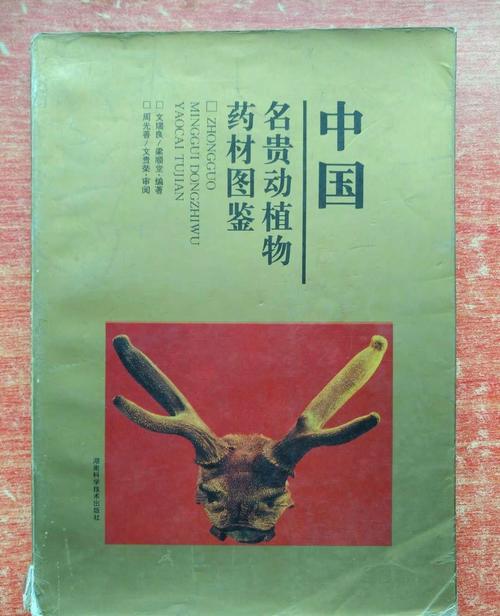 中国
名贵动植物
药材图鉴
□ZHONGGUO
MINGGUI DONGZHIWU
YAOCAI TUJIAN
□文瑞良/梁顺堂·编著
□周光善/文贵荣·审阅
湖南科学技术出版社